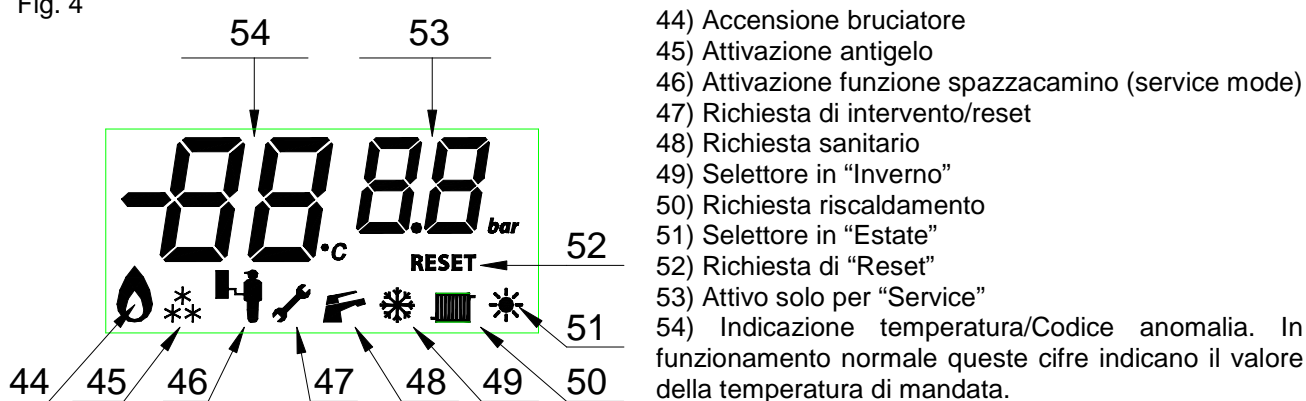 Fig. 4
54 53
-88°C 8.8 bar
RESET
52
51
44 45 46 47 48 49 50
44) Accensione bruciatore
45) Attivazione antigelo
46) Attivazione funzione spazzacamino (service mode)
47) Richiesta di intervento/reset
48) Richiesta sanitario
49) Selettore in “Inverno”
50) Richiesta riscaldamento
51) Selettore in “Estate”
52) Richiesta di “Reset”
53) Attivo solo per “Service”
54) Indicazione temperatura/Codice anomalia. In
funzionamento normale queste cifre indicano il valore
della temperatura di mandata.